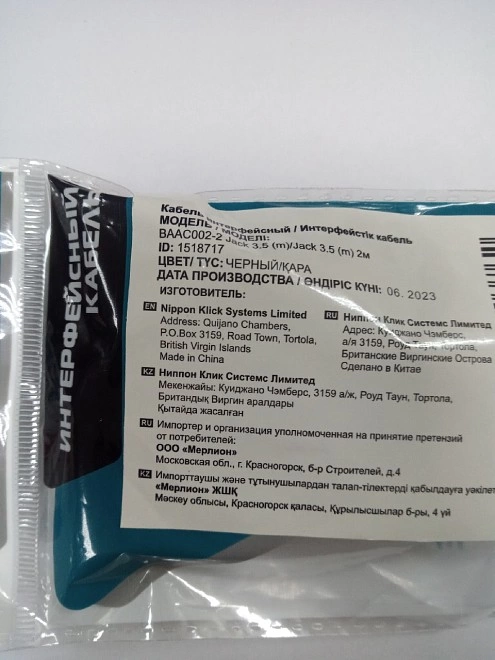 ИНТЕРФЕЙСНЫЙ
КАБЕЛЬ
Кабель интерфейсный / Интерфейстік кабель
МОДЕЛЬ / МОДЕЛІ:
BAAC002-2 Jack 3.5 (m)/Jack 3.5 (m) 2м
ID: 1518717
ЦВЕТ/ ТҮС: ЧЕРНЫЙ/ҚАРА
ДАТА ПРОИЗВОДСТВА / ӨНДІРІС КҮНІ: 06. 2023
ИЗГОТОВИТЕЛЬ:
EN Nippon Klick Systems Limited
Address: Quijano Chambers,
P.O.Box 3159, Road Town, Tortola,
British Virgin Islands
Made in China
RU Ниппон Клик Системс Лимитед
Адрес: Куиджано Чэмберс,
а/я 3159, Роуд Таун, Тортола,
Британские Виргинские Острова
Сделано в Китае
KZ Ниппон Клик Системс Лимитед
Мекенжайы: Куиджано Чэмберс, 3159 а/ж, Роуд Таун, Тортола,
Британдық Виргин аралдары
Қытайда жасалған
RU Импортер и организация уполномоченная на принятие претензий
от потребителей:
ООО «Мерлион»
Московская обл., г. Красногорск, б-р Строителей, д.4
KZ Импорттаушы және тұтынушылардан талап-тілектерді қабылдауға
«Мерлион» ЖШҚ
Мәскеу облысы, Красногорск қаласы, Құрылысшылар б-ры, 4 үй